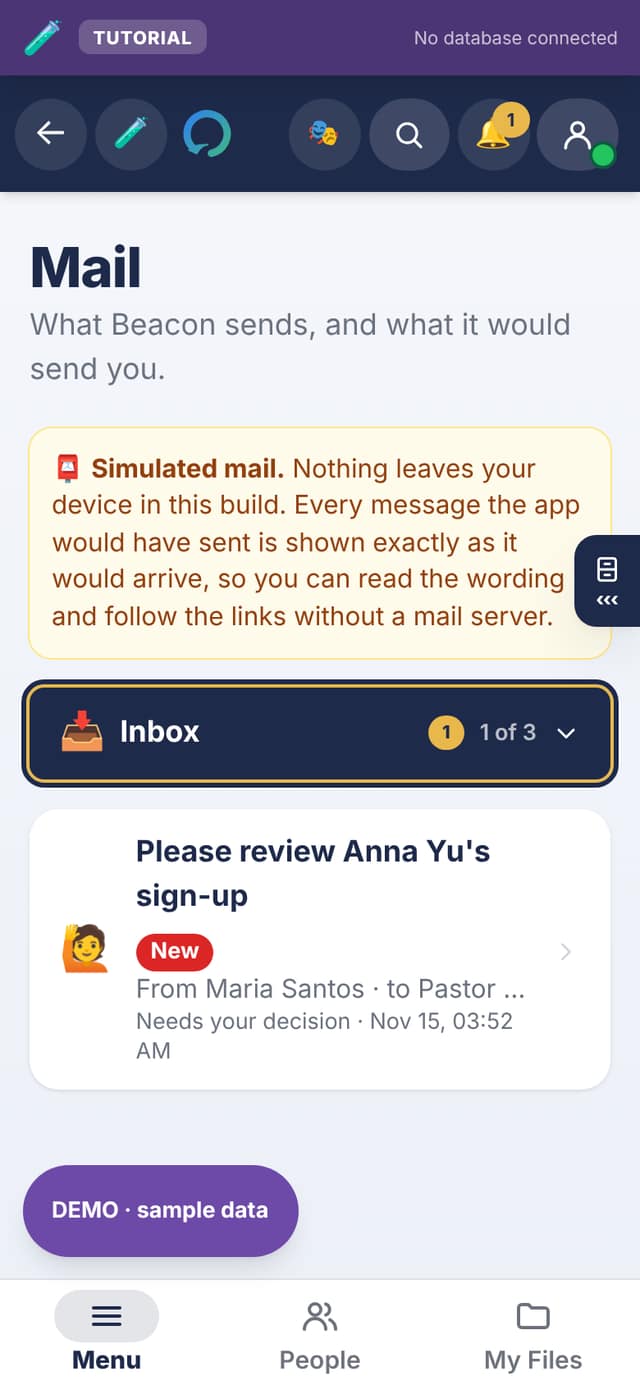 TUTORIAL
No database connected
1
Mail
What Beacon sends, and what it would
send you.
Simulated mail. Nothing leaves your
device in this build. Every message the app
would have sent is shown exactly as it
would arrive, so you can read the wording
and follow the links without a mail server.
Inbox
1
1 of 3
Please review Anna Yu's
sign-up
New
From Maria Santos · to Pastor ...
Needs your decision · Nov 15, 03:52
AM
DEMO · sample data
Menu
People
My Files